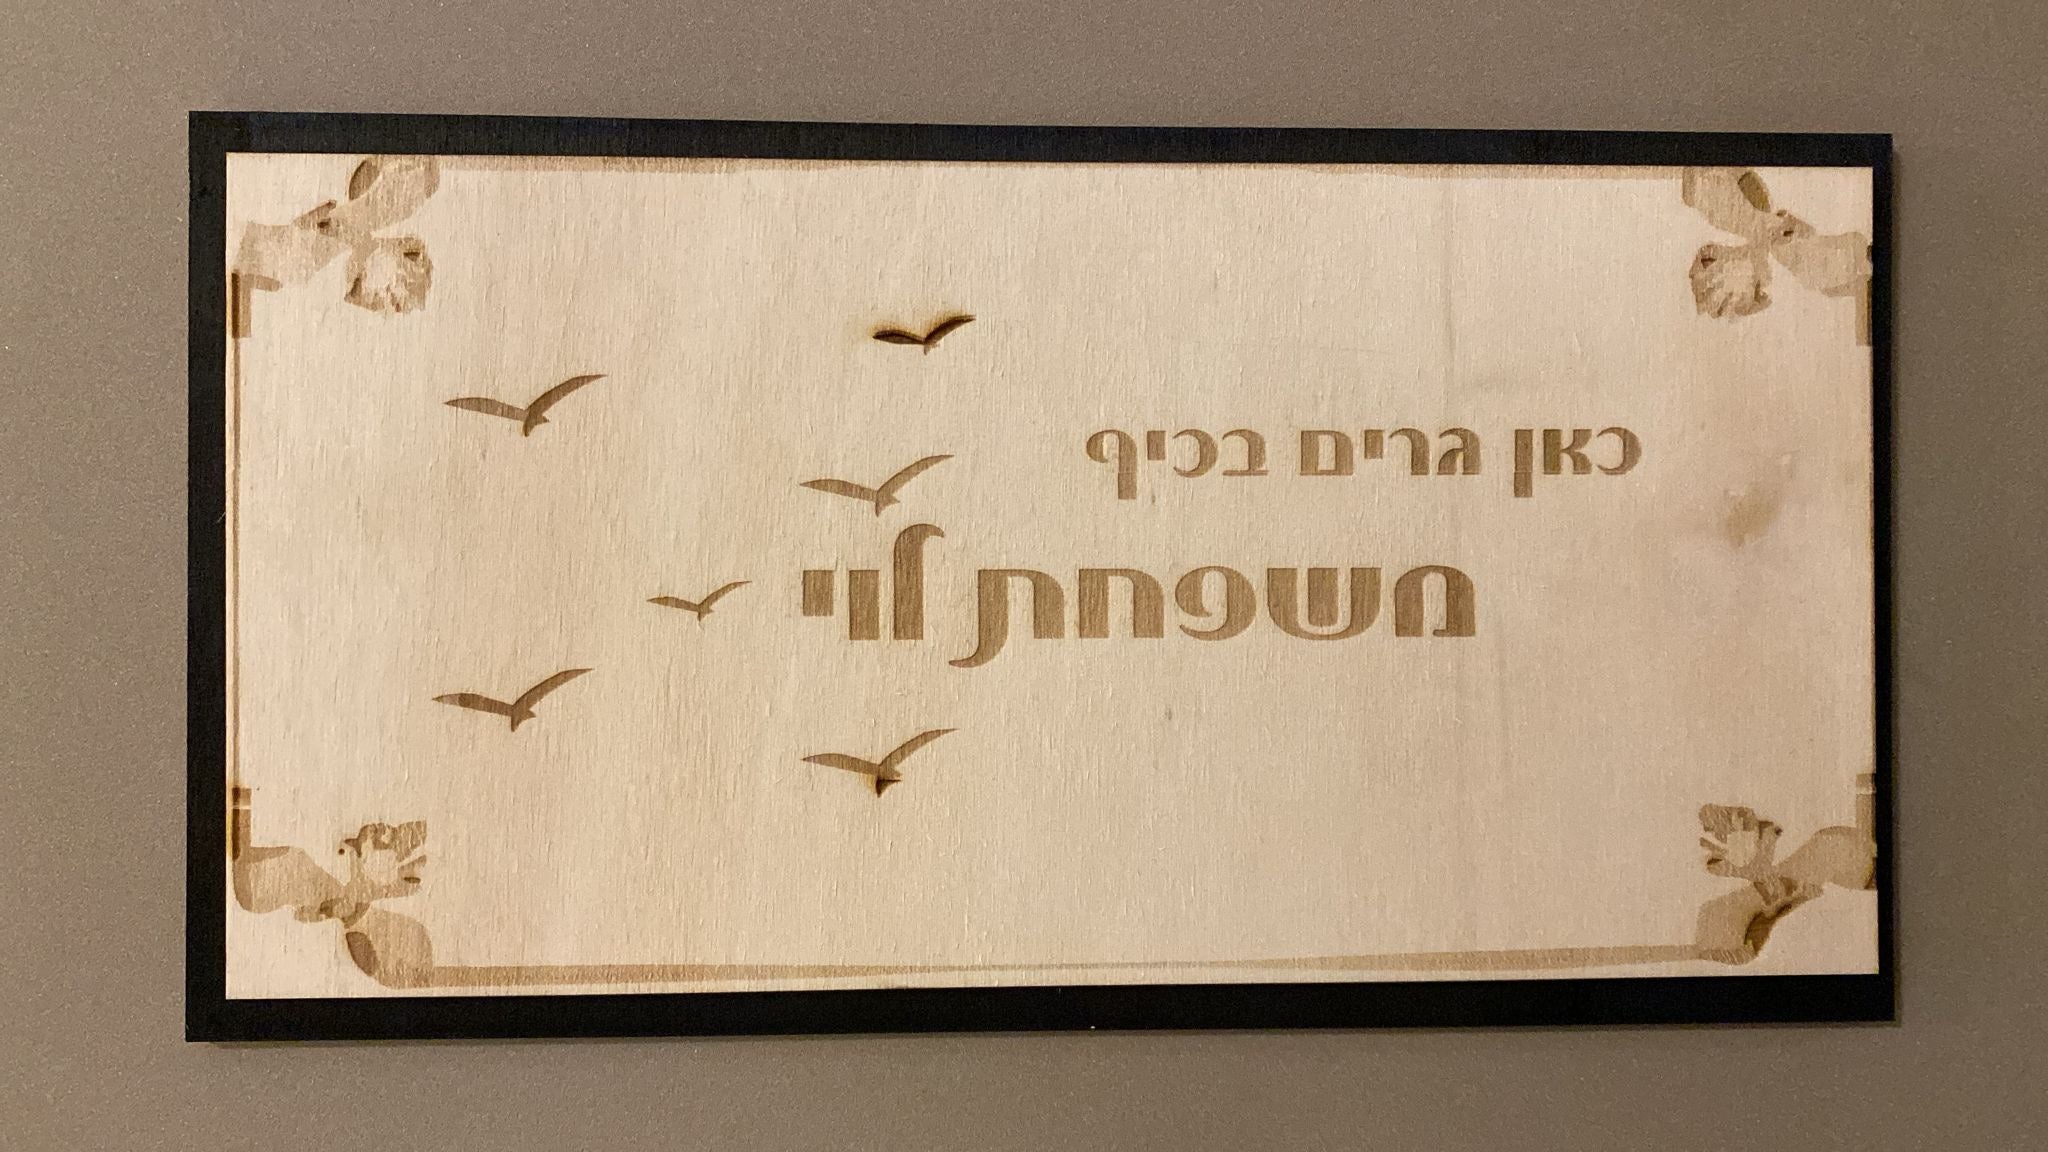 כאן גרים בכיף
משפחת לוי